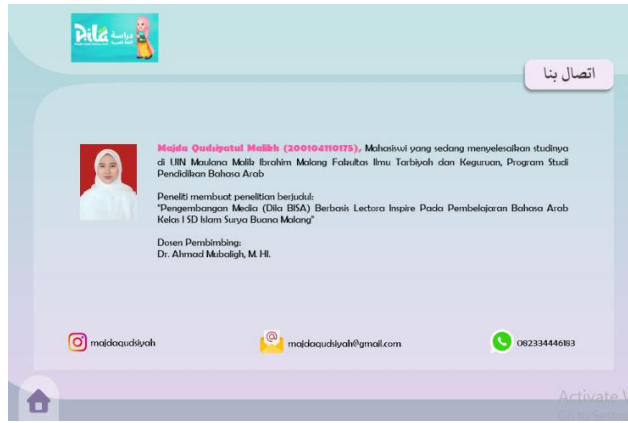 Dila دراسة
اتصال بنا
Majda Qudsiyatul Malikh (200104110175), Mahasiswi yang sedang menyelesaikan studinya
di UIN Maulana Malik Ibrahim Malang Fakultas Ilmu Tarbiyah dan Keguruan, Program Studi
Pendidikan Bahasa Arab
Peneliti membuat penelitian berjudul:
"Pengembangan Media (Dila BISA) Berbasis Lectora Inspire Pada Pembelajaran Bahasa Arab
Kelas I SD Islam Surya Buana Malang"
Dosen Pembimbing:
Dr. Ahmad Mubaligh, M. HI.
majdaqudsiyah
majdaqudsiyah@gmail.com
082334446183
Activate
Go to